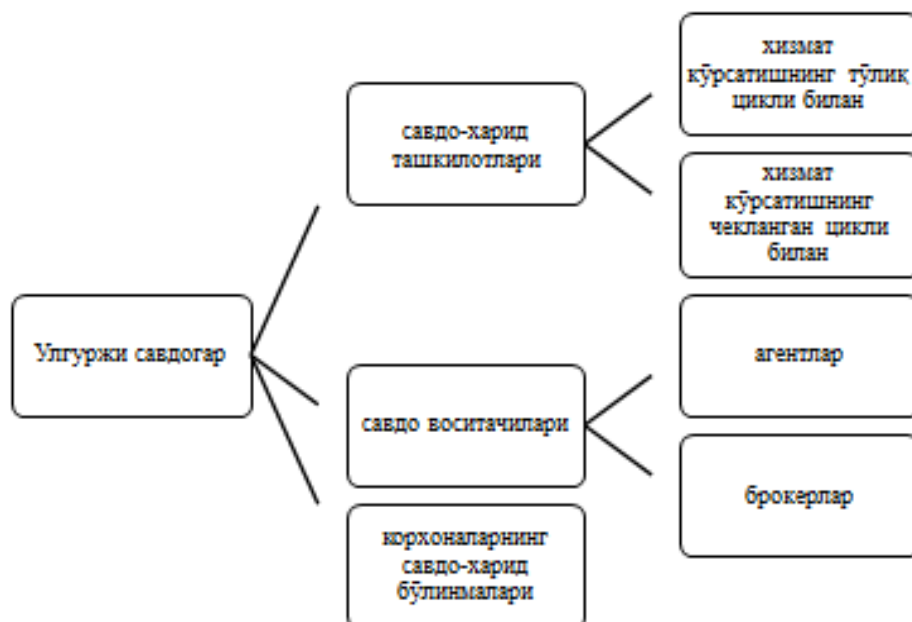 Улгуржи савдогар
савдо-харид
ташкилотлари
хизмат
кўрсатишнинг тўлиқ
цикли билан
хизмат
кўрсатишнинг
чекланган цикли
билан
савдо воситачилари
агентлар
брокерлар
корхоналарнинг
савдо-харид
бўлинмалари